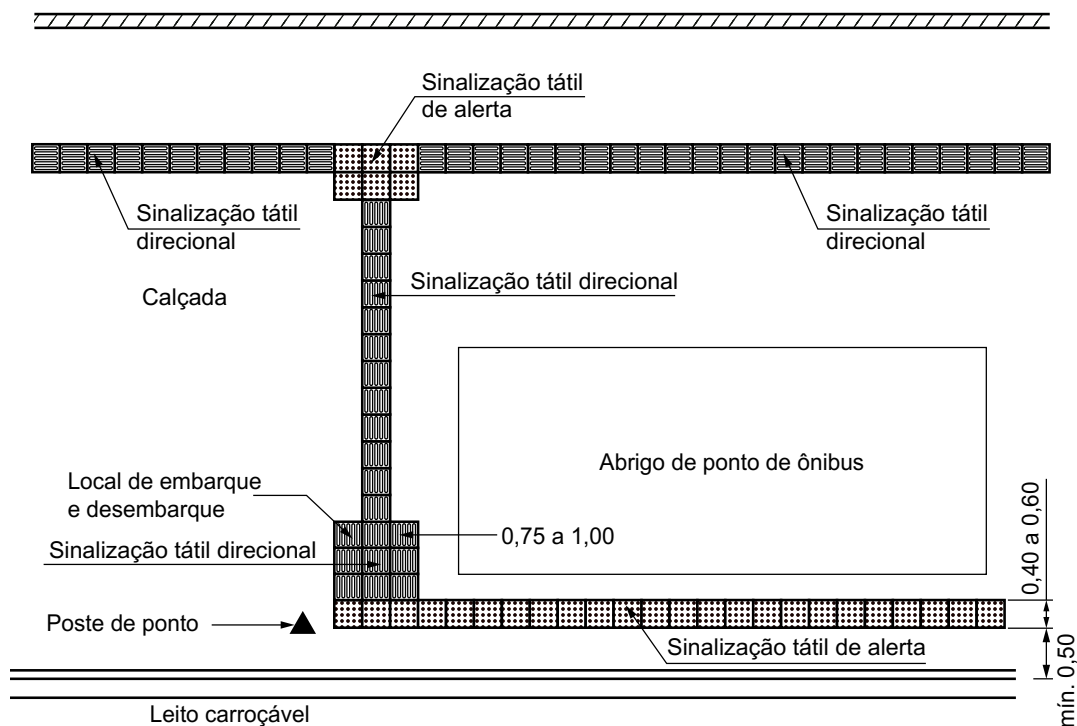 Sinalização tátil
de alerta
Sinalização tátil
direcional
Sinalização tátil
direcional
Calçada
Sinalização tátil direcional
Abrigo de ponto de ônibus
Local de embarque
e desembarque
0,75 a 1,00
Sinalização tátil direcional
0,40 a 0,60
Poste de ponto
Sinalização tátil de alerta
mín. 0,50
Leito carroçável